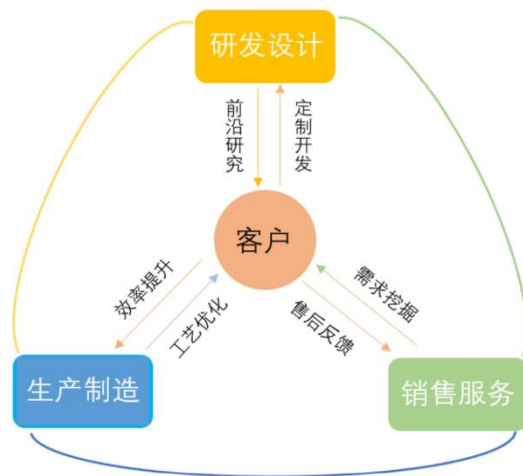 研发设计
前沿研究
定制开发
客户
效率提升
工艺优化
需求挖掘
售后反馈
生产制造
销售服务